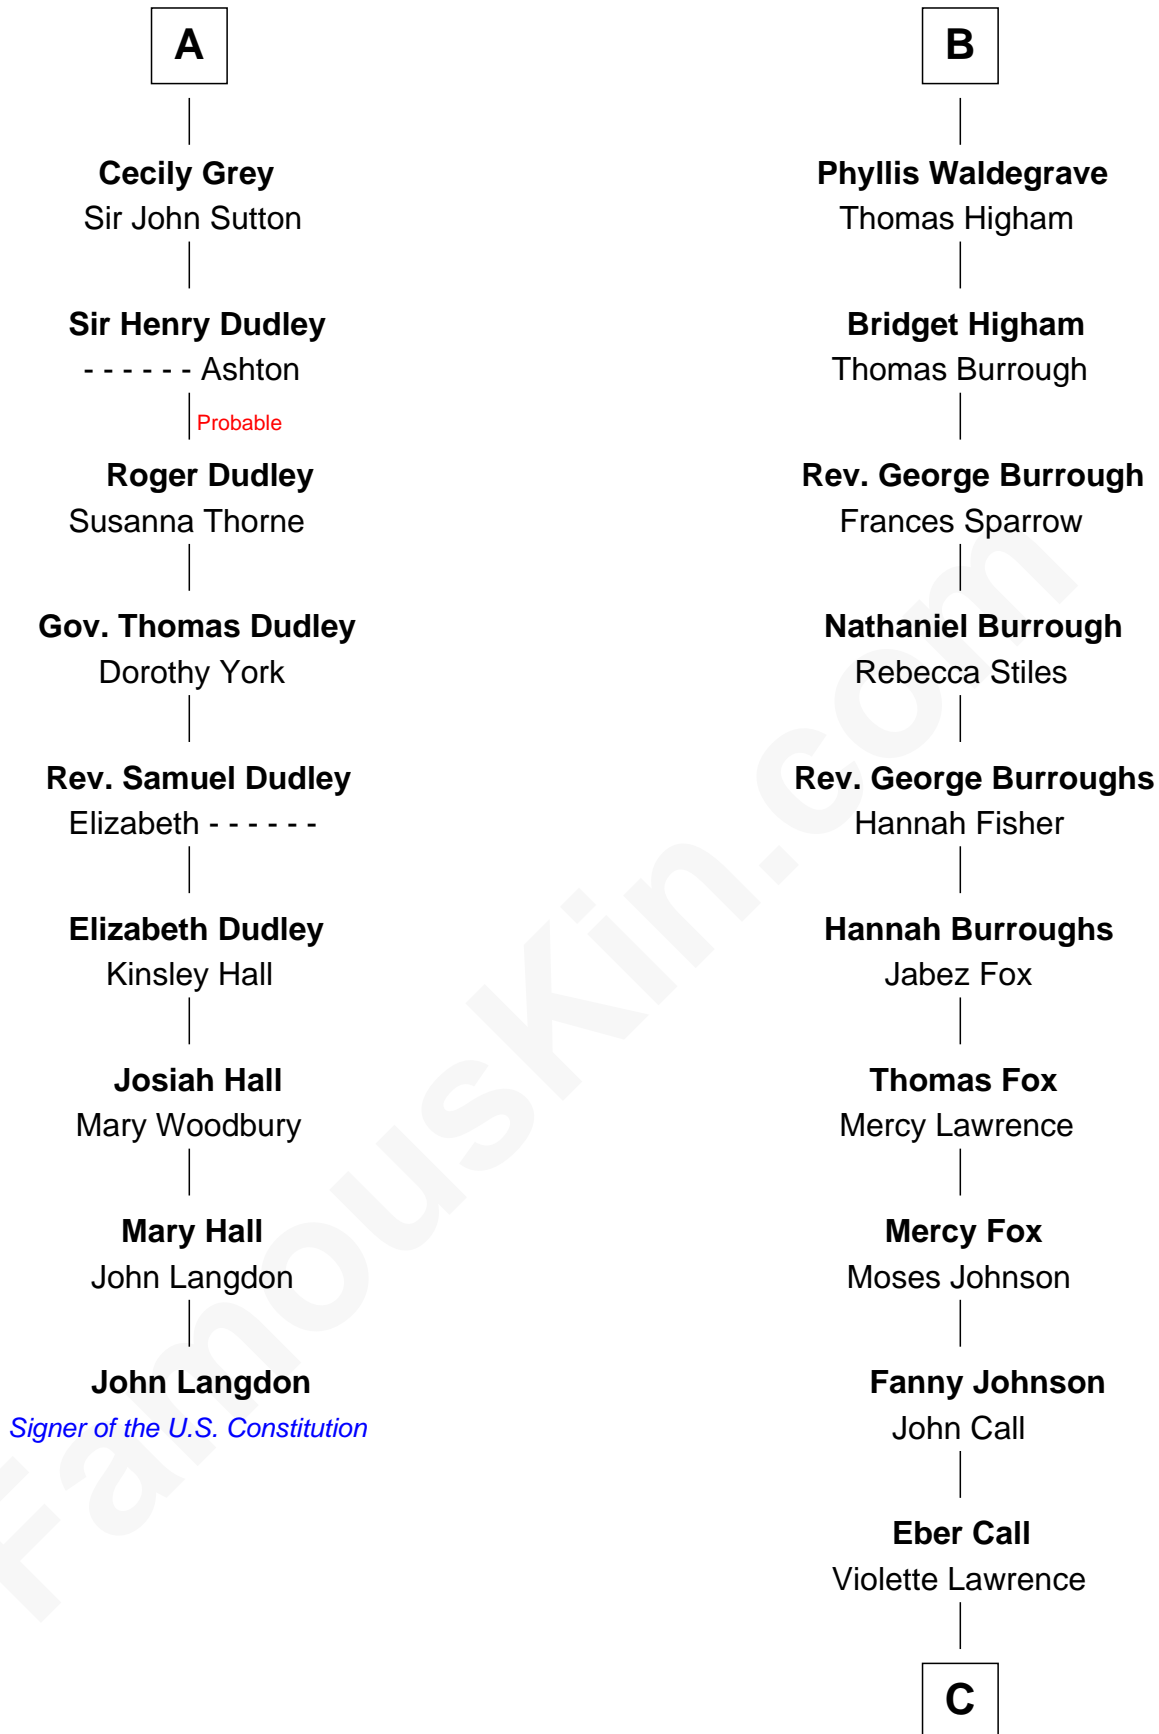 A
Cecily Grey
Sir John Sutton
Sir Henry Dudley
- - - - - - Ashton
Probable
Roger Dudley
Susanna Thorne
Gov. Thomas Dudley
Dorothy York
Rev. Samuel Dudley
Elizabeth - - - - - -
Elizabeth Dudley
Kinsley Hall
Josiah Hall
Mary Woodbury
Mary Hall
John Langdon
John Langdon
Signer of the U.S. Constitution
B
Phyllis Waldegrave
Thomas Higham
Bridget Higham
Thomas Burrough
Rev. George Burrough
Frances Sparrow
Nathaniel Burrough
Rebecca Stiles
Rev. George Burroughs
Hannah Fisher
Hannah Burroughs
Jabez Fox
Thomas Fox
Mercy Lawrence
Mercy Fox
Moses Johnson
Fanny Johnson
John Call
Eber Call
Violette Lawrence
C
FamousKin.com